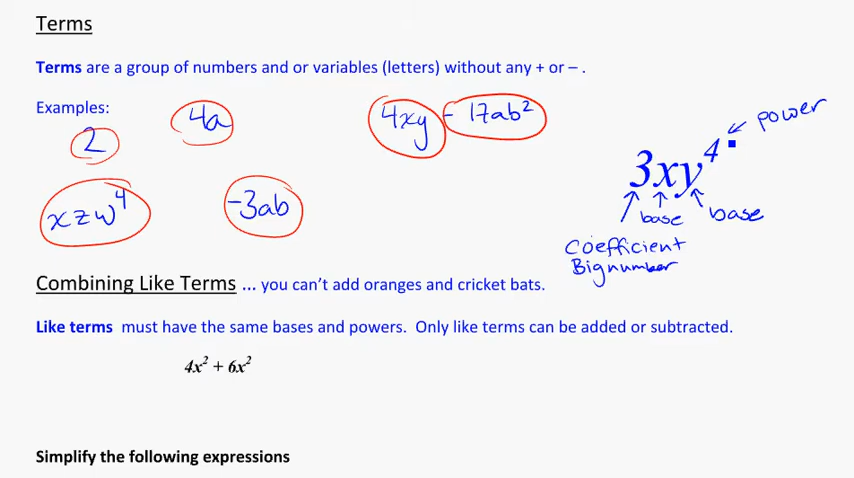 Terms
Terms are a group of numbers and or variables (letters) without any + or – .
Examples:
2
4a
4xy - 17ab²
xzw⁴
-3ab
3xy⁴
power
base
base
Coefficient
Bignumber
Combining Like Terms ... you can’t add oranges and cricket bats.
Like terms must have the same bases and powers. Only like terms can be added or subtracted.
4x² + 6x²
Simplify the following expressions